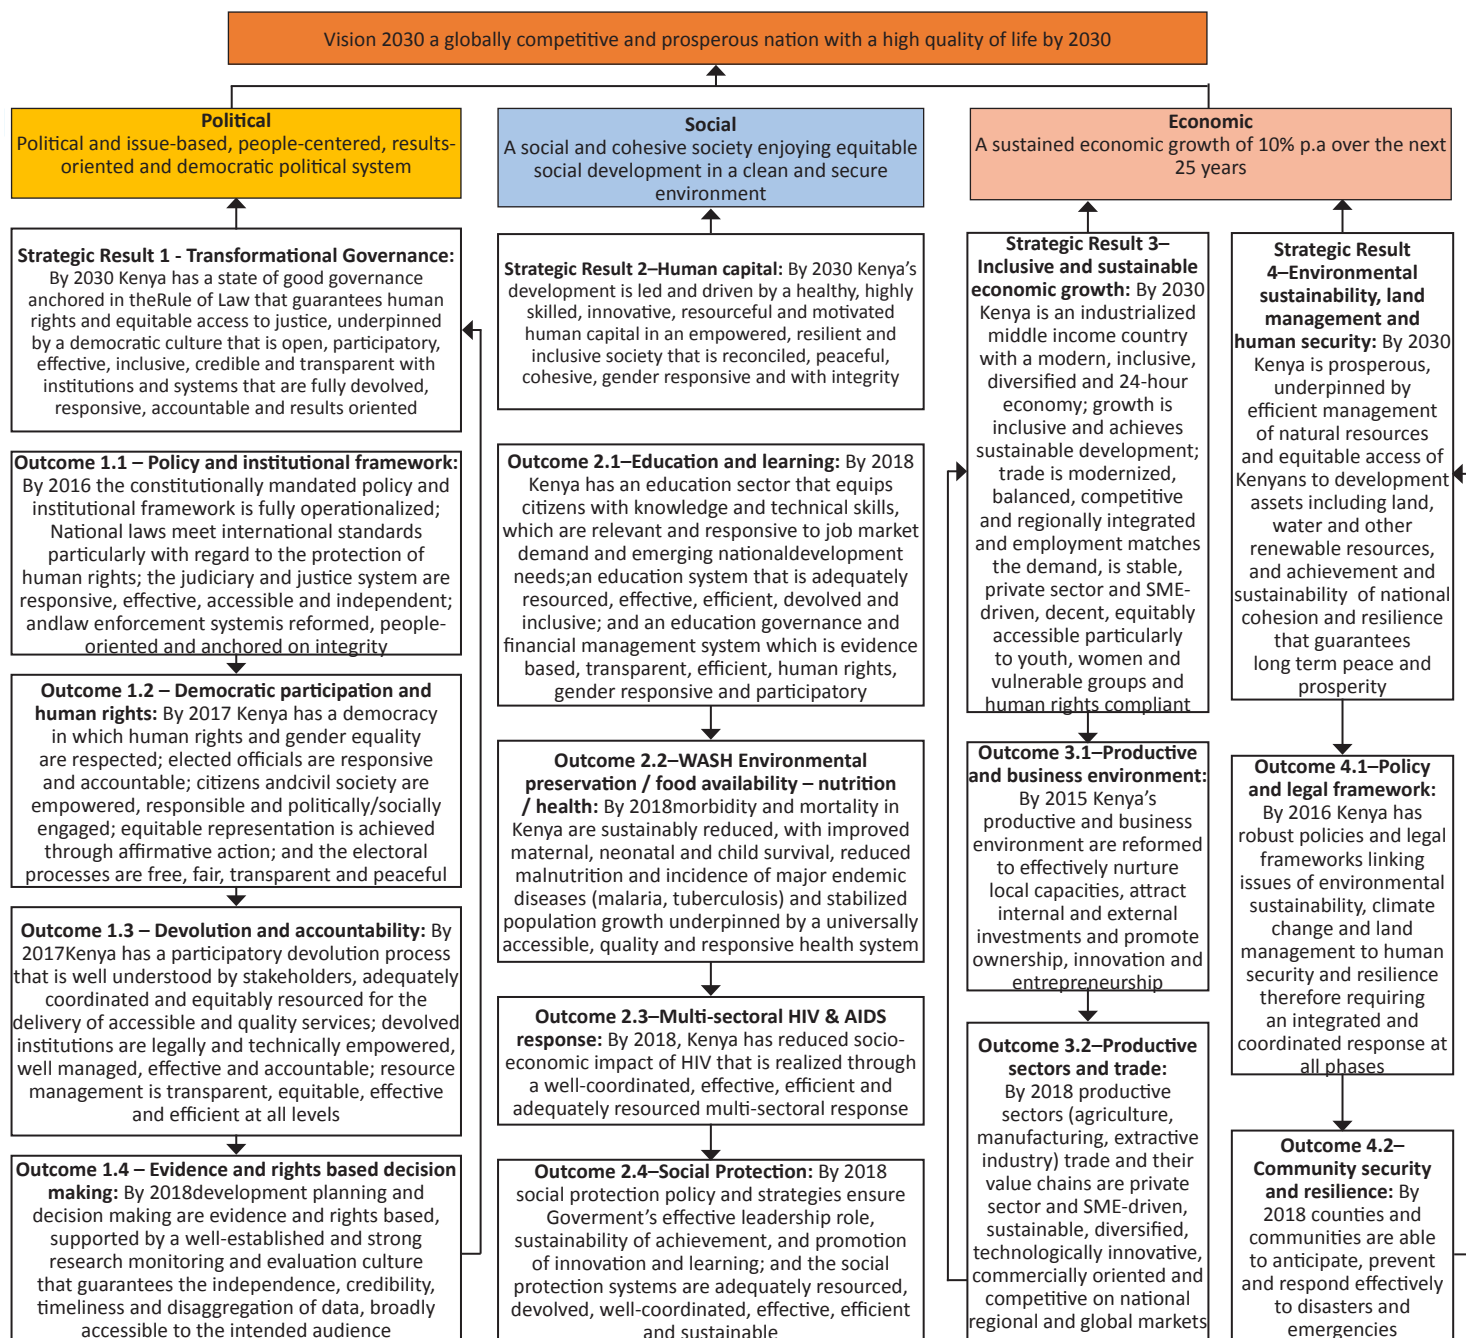 Vision 2030 a globally competitive and prosperous nation with a high quality of life by 2030
Political
Political and issue-based, people-centered, results-
oriented and democratic political system
Strategic Result 1 - Transformational Governance:
By 2030 Kenya has a state of good governance
anchored in theRule of Law that guarantees human
rights and equitable access to justice, underpinned
by a democratic culture that is open, participatory,
effective, inclusive, credible and transparent with
institutions and systems that are fully devolved,
responsive, accountable and results oriented
Outcome 1.1 – Policy and institutional framework:
By 2016 the constitutionally mandated policy and
institutional framework is fully operationalized;
National laws meet international standards
particularly with regard to the protection of
human rights; the judiciary and justice system are
responsive, effective, accessible and independent;
andlaw enforcement systemis reformed, people-
oriented and anchored on integrity
Outcome 1.2 – Democratic participation and
human rights: By 2017 Kenya has a democracy
in which human rights and gender equality
are respected; elected officials are responsive
and accountable; citizens andcivil society are
empowered, responsible and politically/socially
engaged; equitable representation is achieved
through affirmative action; and the electoral
processes are free, fair, transparent and peaceful
Outcome 1.3 – Devolution and accountability: By
2017Kenya has a participatory devolution process
that is well understood by stakeholders, adequately
coordinated and equitably resourced for the
delivery of accessible and quality services; devolved
institutions are legally and technically empowered,
well managed, effective and accountable; resource
management is transparent, equitable, effective
and efficient at all levels
Outcome 1.4 – Evidence and rights based decision
making: By 2018development planning and
decision making are evidence and rights based,
supported by a well-established and strong
research monitoring and evaluation culture
that guarantees the independence, credibility,
timeliness and disaggregation of data, broadly
accessible to the intended audience
Social
A social and cohesive society enjoying equitable
social development in a clean and secure
environment
Strategic Result 2–Human capital: By 2030 Kenya's
development is led and driven by a healthy, highly
skilled, innovative, resourceful and motivated
human capital in an empowered, resilient and
inclusive society that is reconciled, peaceful,
cohesive, gender responsive and with integrity
Outcome 2.1–Education and learning: By 2018
Kenya has an education sector that equips
citizens with knowledge and technical skills,
which are relevant and responsive to job market
demand and emerging nationaldevelopment
needs;an education system that is adequately
resourced, effective, efficient, devolved and
inclusive; and an education governance and
financial management system which is evidence
based, transparent, efficient, human rights,
gender responsive and participatory
Outcome 2.2–WASH Environmental
preservation / food availability – nutrition
/ health: By 2018morbidity and mortality in
Kenya are sustainably reduced, with improved
maternal, neonatal and child survival, reduced
malnutrition and incidence of major endemic
diseases (malaria, tuberculosis) and stabilized
population growth underpinned by a universally
accessible, quality and responsive health system
Outcome 2.3–Multi-sectoral HIV & AIDS
response: By 2018, Kenya has reduced socio-
economic impact of HIV that is realized through
a well-coordinated, effective, efficient and
adequately resourced multi-sectoral response
Outcome 2.4–Social Protection: By 2018
social protection policy and strategies ensure
Goverment's effective leadership role,
sustainability of achievement, and promotion
of innovation and learning; and the social
protection systems are adequately resourced,
devolved, well-coordinated, effective, efficient
and sustainable
Economic
A sustained economic growth of 10% p.a over the next
25 years
Strategic Result 3–
Inclusive and sustainable
economic growth: By 2030
Kenya is an industrialized
middle income country
with a modern, inclusive,
diversified and 24-hour
economy; growth is
inclusive and achieves
sustainable development;
trade is modernized,
balanced, competitive
and regionally integrated
and employment matches
the demand, is stable,
private sector and SME-
driven, decent, equitably
accessible particularly
to youth, women and
vulnerable groups and
human rights compliant
Outcome 3.1–Productive
and business environment:
By 2015 Kenya's
productive and business
environment are reformed
to effectively nurture
local capacities, attract
internal and external
investments and promote
ownership, innovation and
entrepreneurship
Outcome 3.2–Productive
sectors and trade:
By 2018 productive
sectors (agriculture,
manufacturing, extractive
industry) trade and their
value chains are private
sector and SME-driven,
sustainable, diversified,
technologically innovative,
commercially oriented and
competitive on national
regional and global markets
Strategic Result
4–Environmental
sustainability, land
management and
human security: By 2030
Kenya is prosperous,
underpinned by
efficient management
of natural resources
and equitable access of
Kenyans to development
assets including land,
water and other
renewable resources,
and achievement and
sustainability of national
cohesion and resilience
that guarantees
long term peace and
prosperity
Outcome 4.1–Policy
and legal framework:
By 2016 Kenya has
robust policies and legal
frameworks linking
issues of environmental
sustainability, climate
change and land
management to human
security and resilience
therefore requiring
an integrated and
coordinated response at
all phases
Outcome 4.2–
Community security
and resilience: By
2018 counties and
communities are able
to anticipate, prevent
and respond effectively
to disasters and
emergencies